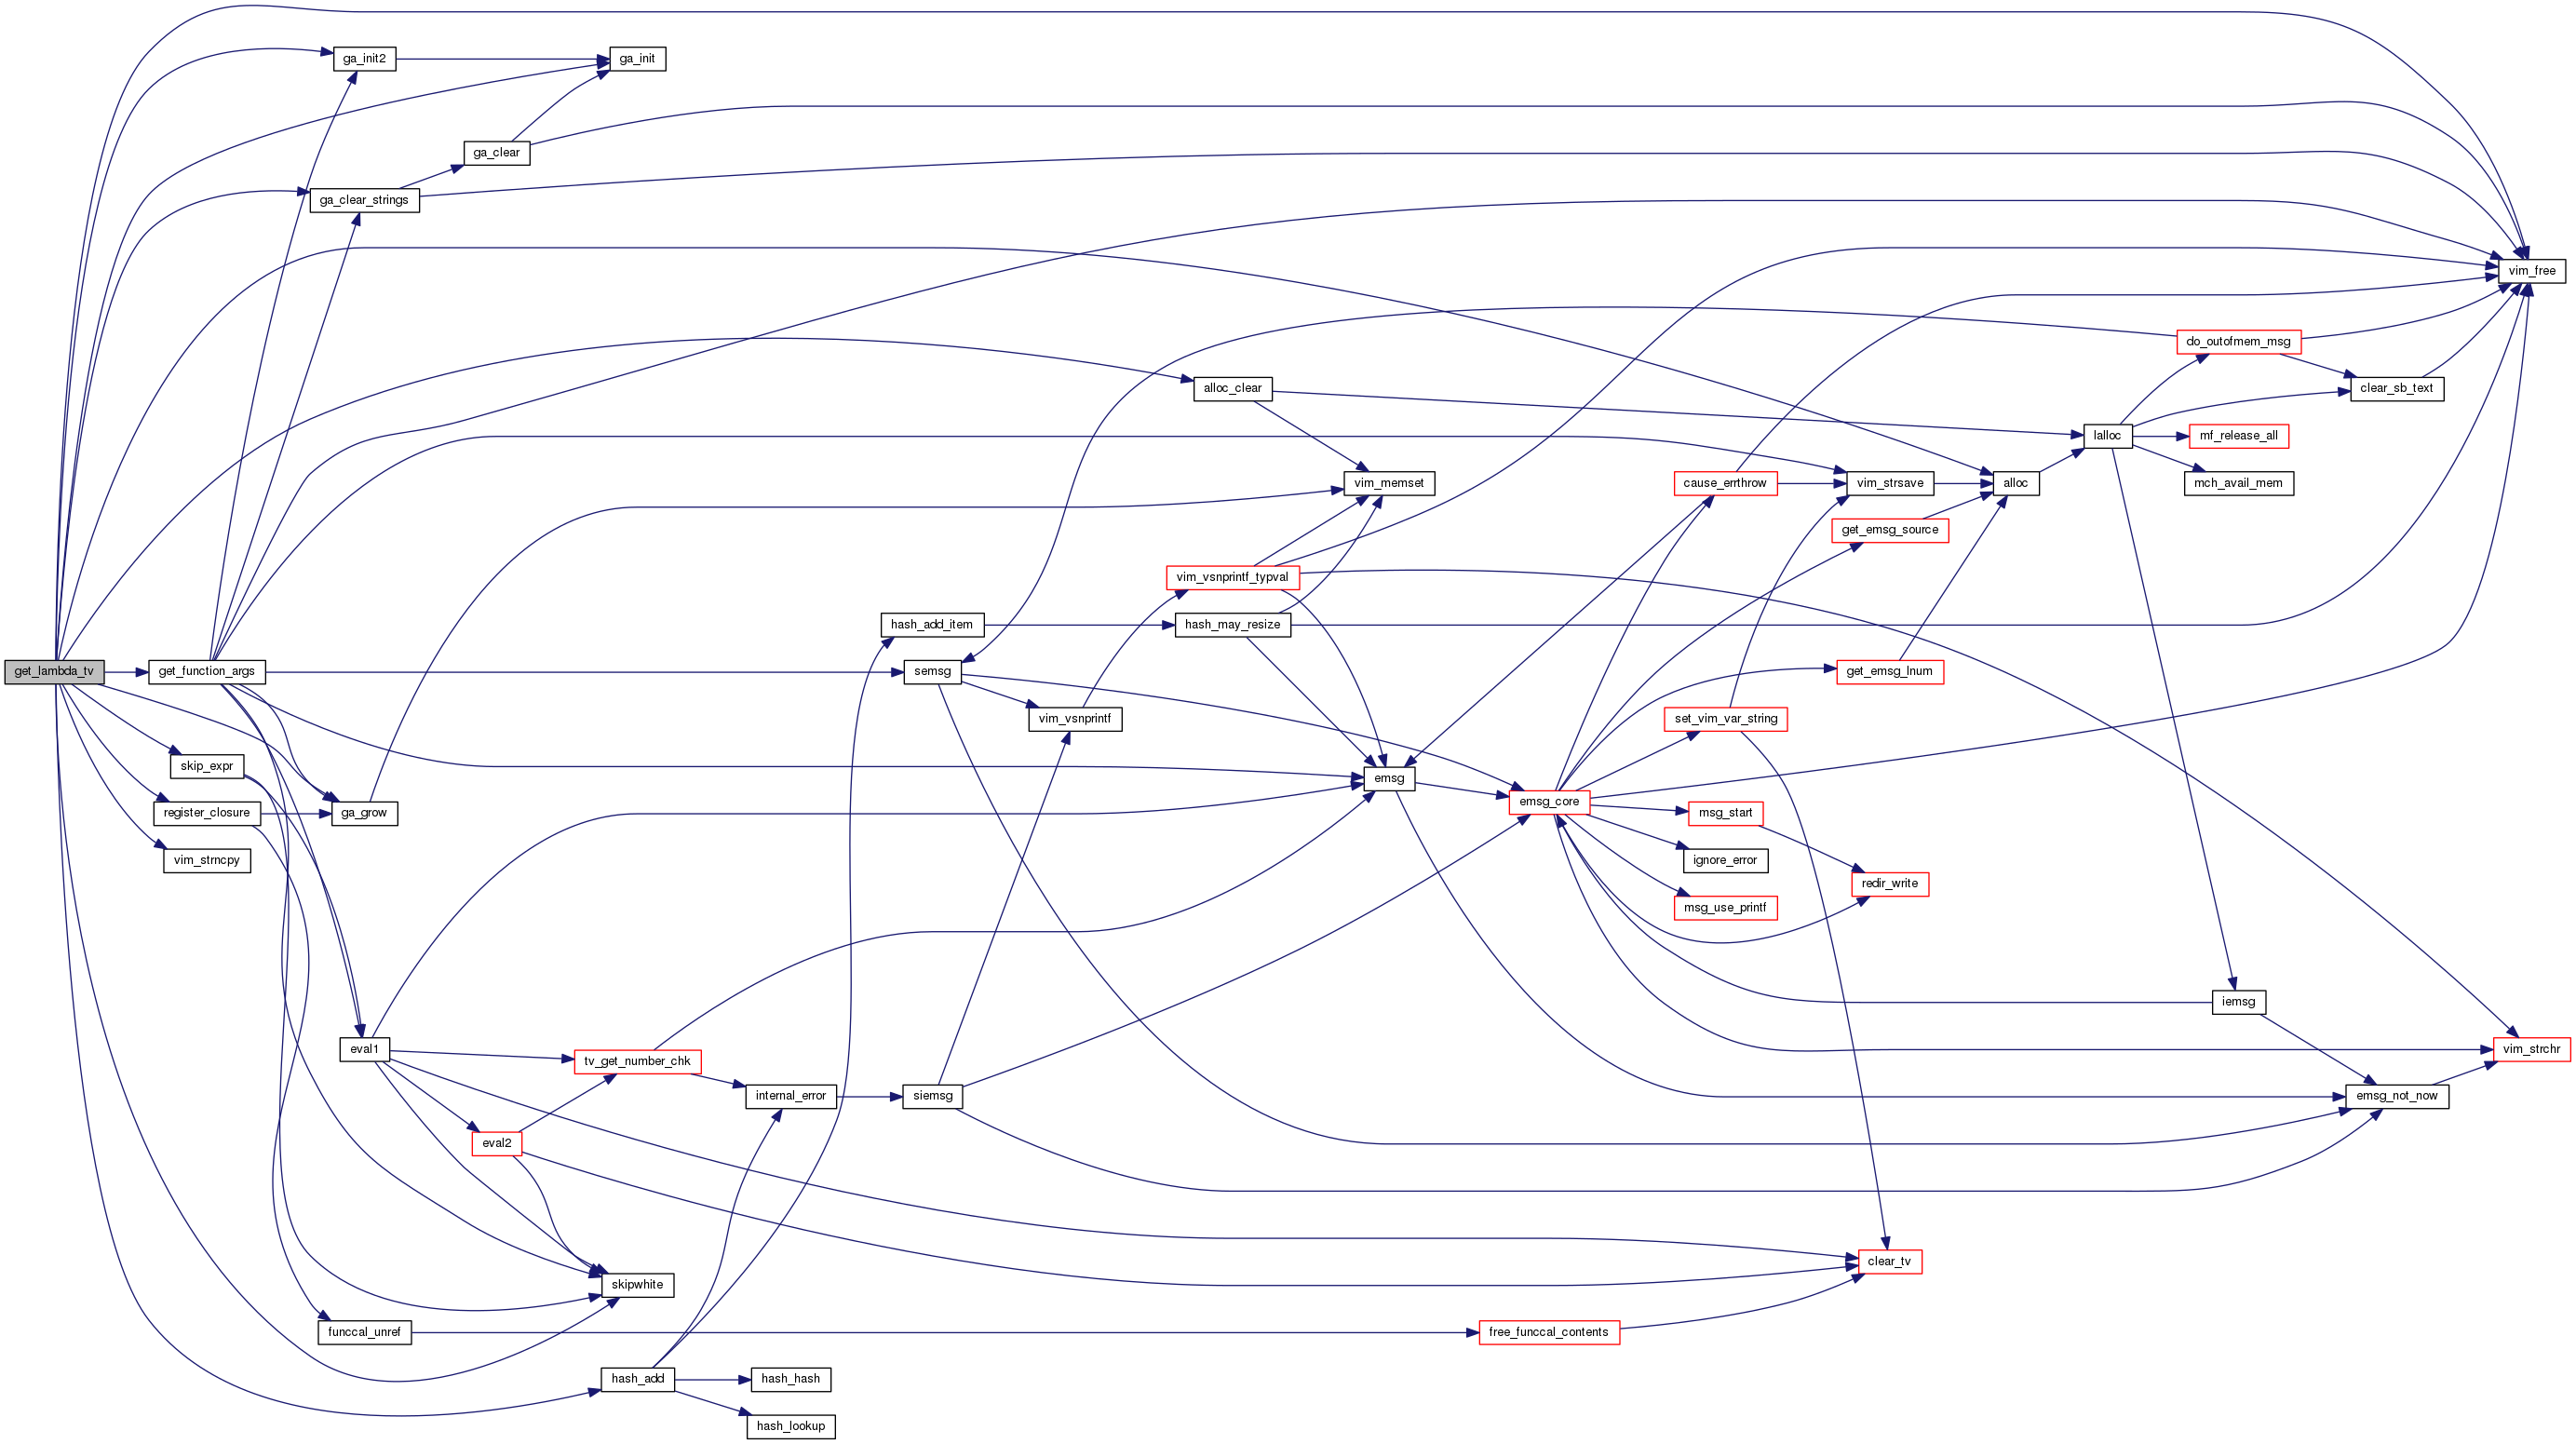 ga_init2
ga_init
ga_clear
ga_clear_strings
vim_free
do_outofmem_msg
alloc_clear
clear_sb_text
lalloc
mf_release_all
vim_memset
cause_errthrow
vim_strsave
alloc
mch_avail_mem
get_emsg_source
vim_vsnprintf_typval
hash_add_item
hash_may_resize
get_lambda_tv
get_function_args
semsg
get_emsg_lnum
vim_vsnprintf
set_vim_var_string
skip_expr
emsg
emsg_core
register_closure
ga_grow
msg_start
vim_strncpy
ignore_error
redir_write
msg_use_printf
iemsg
eval1
tv_get_number_chk
vim_strchr
internal_error
siemsg
emsg_not_now
eval2
clear_tv
skipwhite
funccal_unref
free_funccal_contents
hash_add
hash_hash
hash_lookup